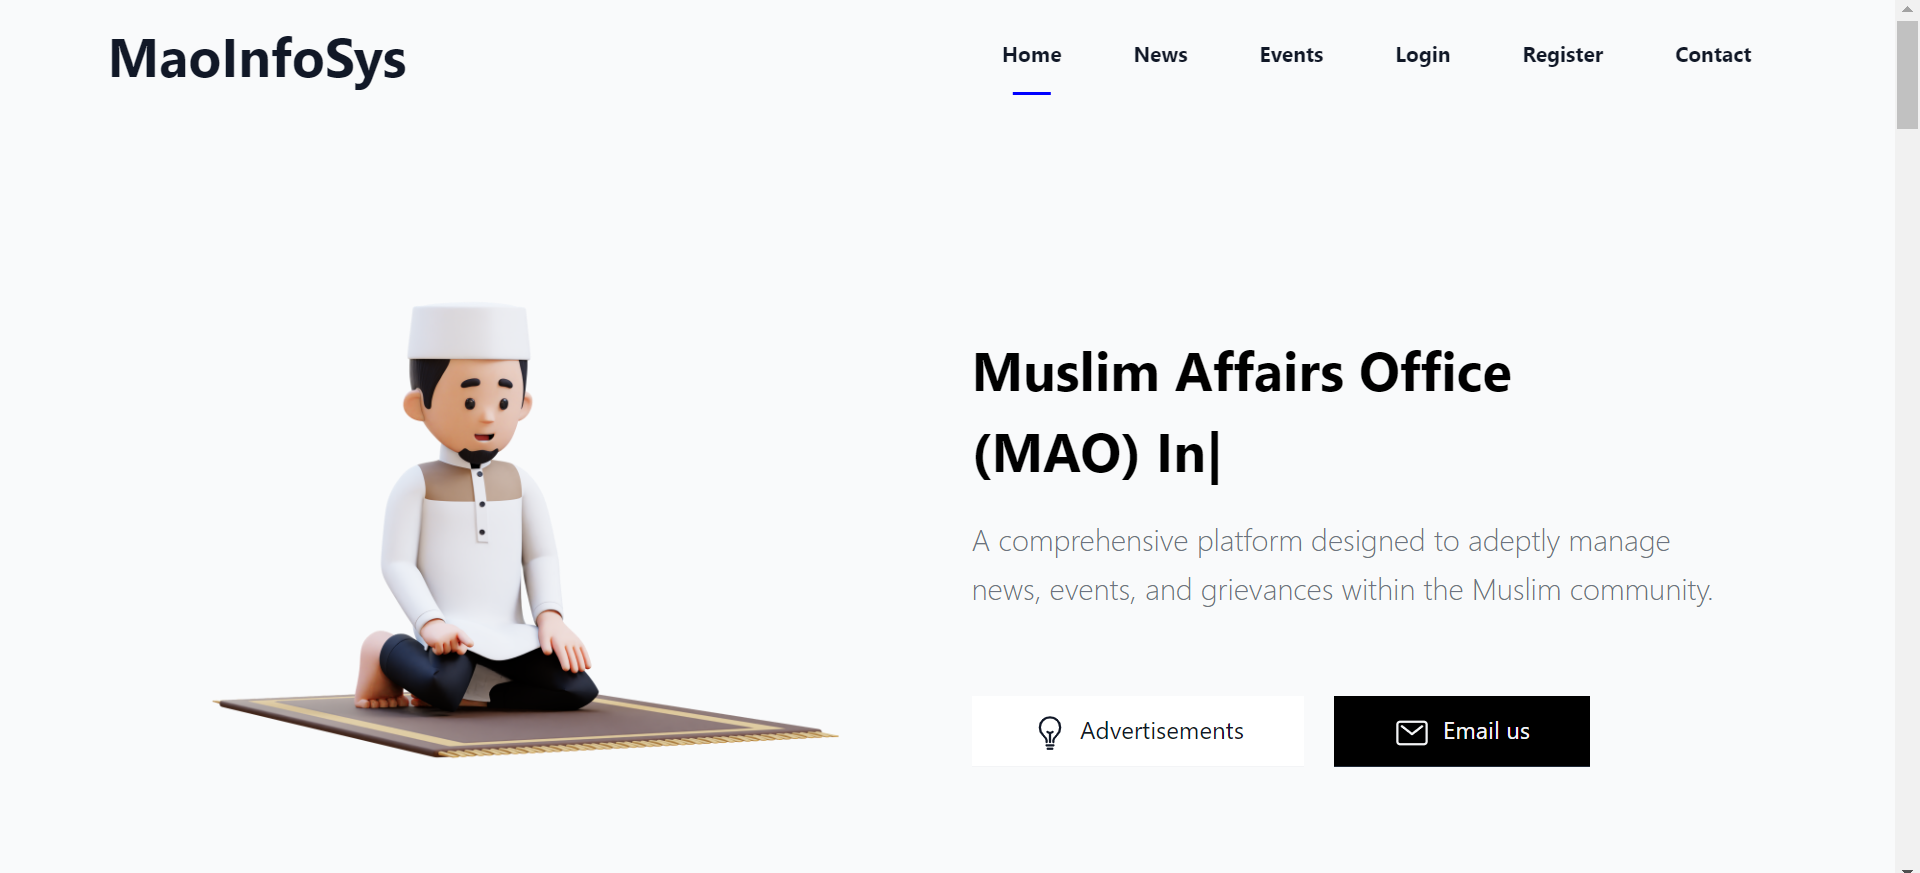 MaoInfoSys
Home News Events Login Register Contact
Muslim Affairs Office
(MAO) In|
A comprehensive platform designed to adeptly manage
news, events, and grievances within the Muslim community.
Advertisements Email us